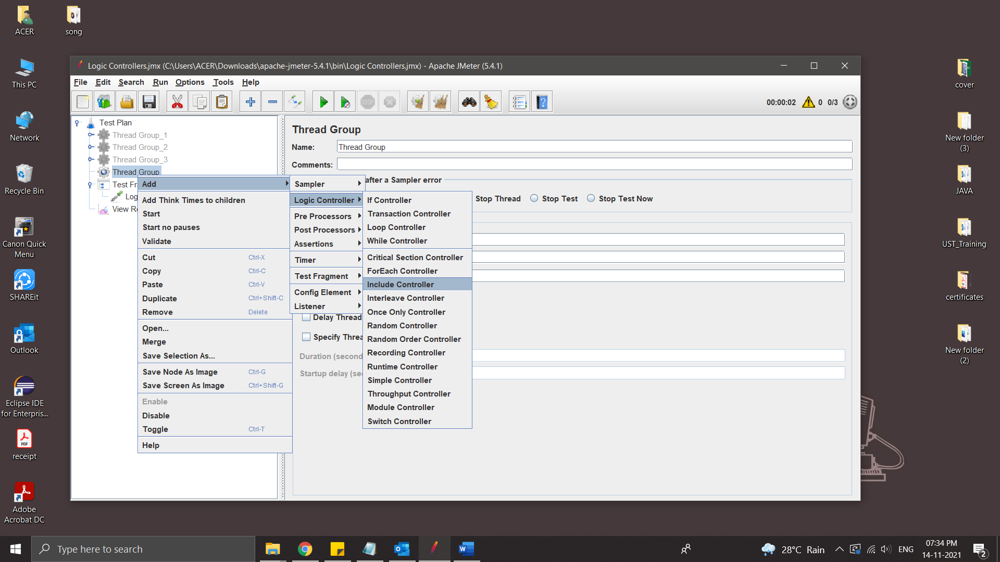 ACER
song
This PC
Network
Recycle Bin
Canon Quick
Menu
SHAREit
Outlook
Eclipse IDE
for Enterpris...
receipt
Adobe
Acrobat DC
Logic Controllers.jmx (C:\Users\ACER\Downloads\apache-jmeter-5.4.1\bin\Logic Controllers.jmx) - Apache JMeter (5.4.1)
File Edit Search Run Options Tools Help
STOP
00:00:02 0 0/3
Test Plan
Thread Group_1
Thread Group_2
Thread Group_3
Thread Group
Test Fr
Log
View Re
Add
Add Think Times to children
Start
Start no pauses
Validate
Cut Ctrl-X
Copy Ctrl-C
Paste Ctrl-V
Duplicate Ctrl+Shift-C
Remove Delete
Open...
Merge
Save Selection As...
Save Node As Image Ctrl-G
Save Screen As Image Ctrl+Shift-G
Enable
Disable
Toggle Ctrl-T
Help
Sampler
Logic Controller
Pre Processors
Post Processors
Assertions
Timer
Test Fragment
Config Element
Listener
If Controller
Transaction Controller
Loop Controller
While Controller
Critical Section Controller
ForEach Controller
Include Controller
Interleave Controller
Once Only Controller
Random Controller
Random Order Controller
Recording Controller
Runtime Controller
Simple Controller
Throughput Controller
Module Controller
Switch Controller
Thread Group
Name: Thread Group
Comments:
after a Sampler error
Stop Thread Stop Test Stop Test Now
Delay Thread
Specify Threa
Duration (second
Startup delay (se
cover
New folder
(3)
JAVA
UST_Training
certificates
New folder
(2)
Type here to search
28°C Rain
ENG
07:34 PM
14-11-2021
2